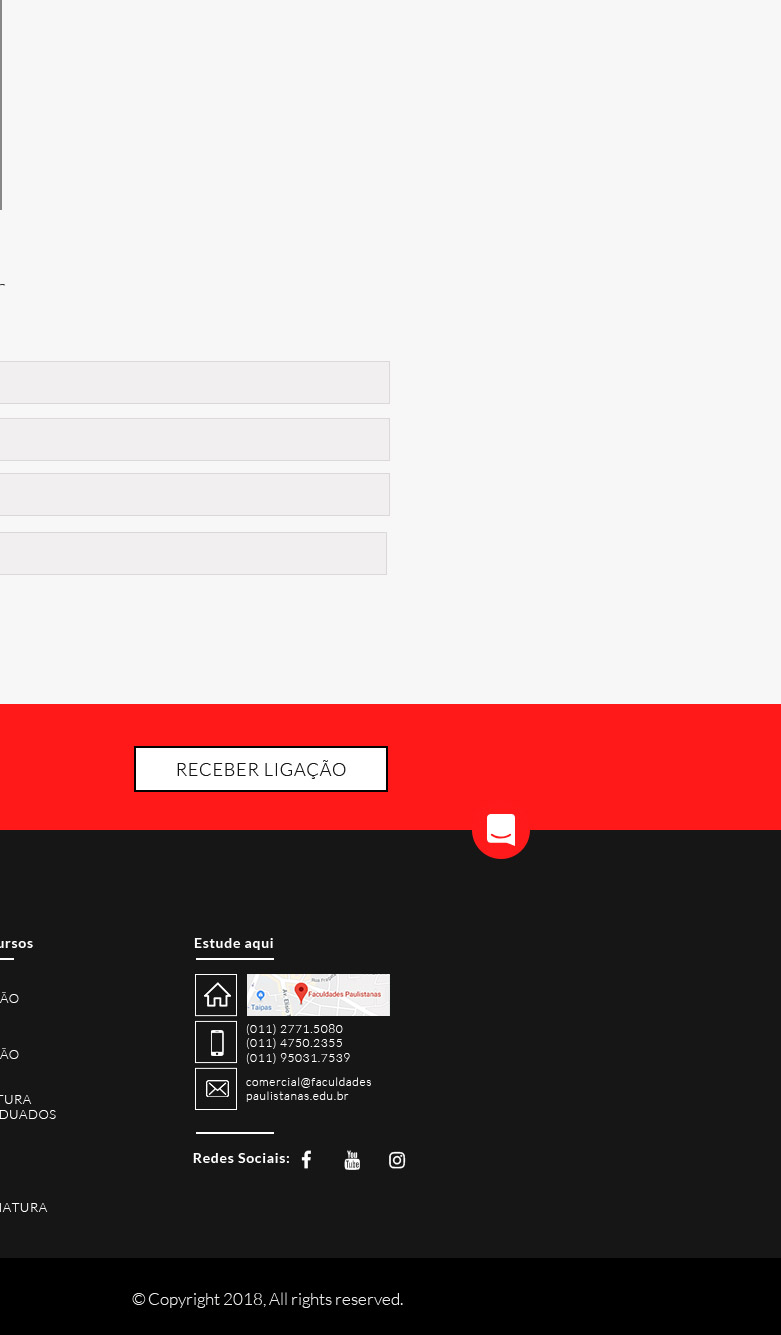 RECEBER LIGAÇÃO
ursos
Estude aqui
ÃO
Rua
Faculdades Paulistanas
Taipas
Av. Elísio
(011) 2771.5080
(011) 4750.2355
(011) 95031.7539
ÃO
comercial@faculdades
paulistanas.edu.br
TURA
DUADOS
Redes Sociais:
You
Tube
IATURA
© Copyright 2018, All rights reserved.